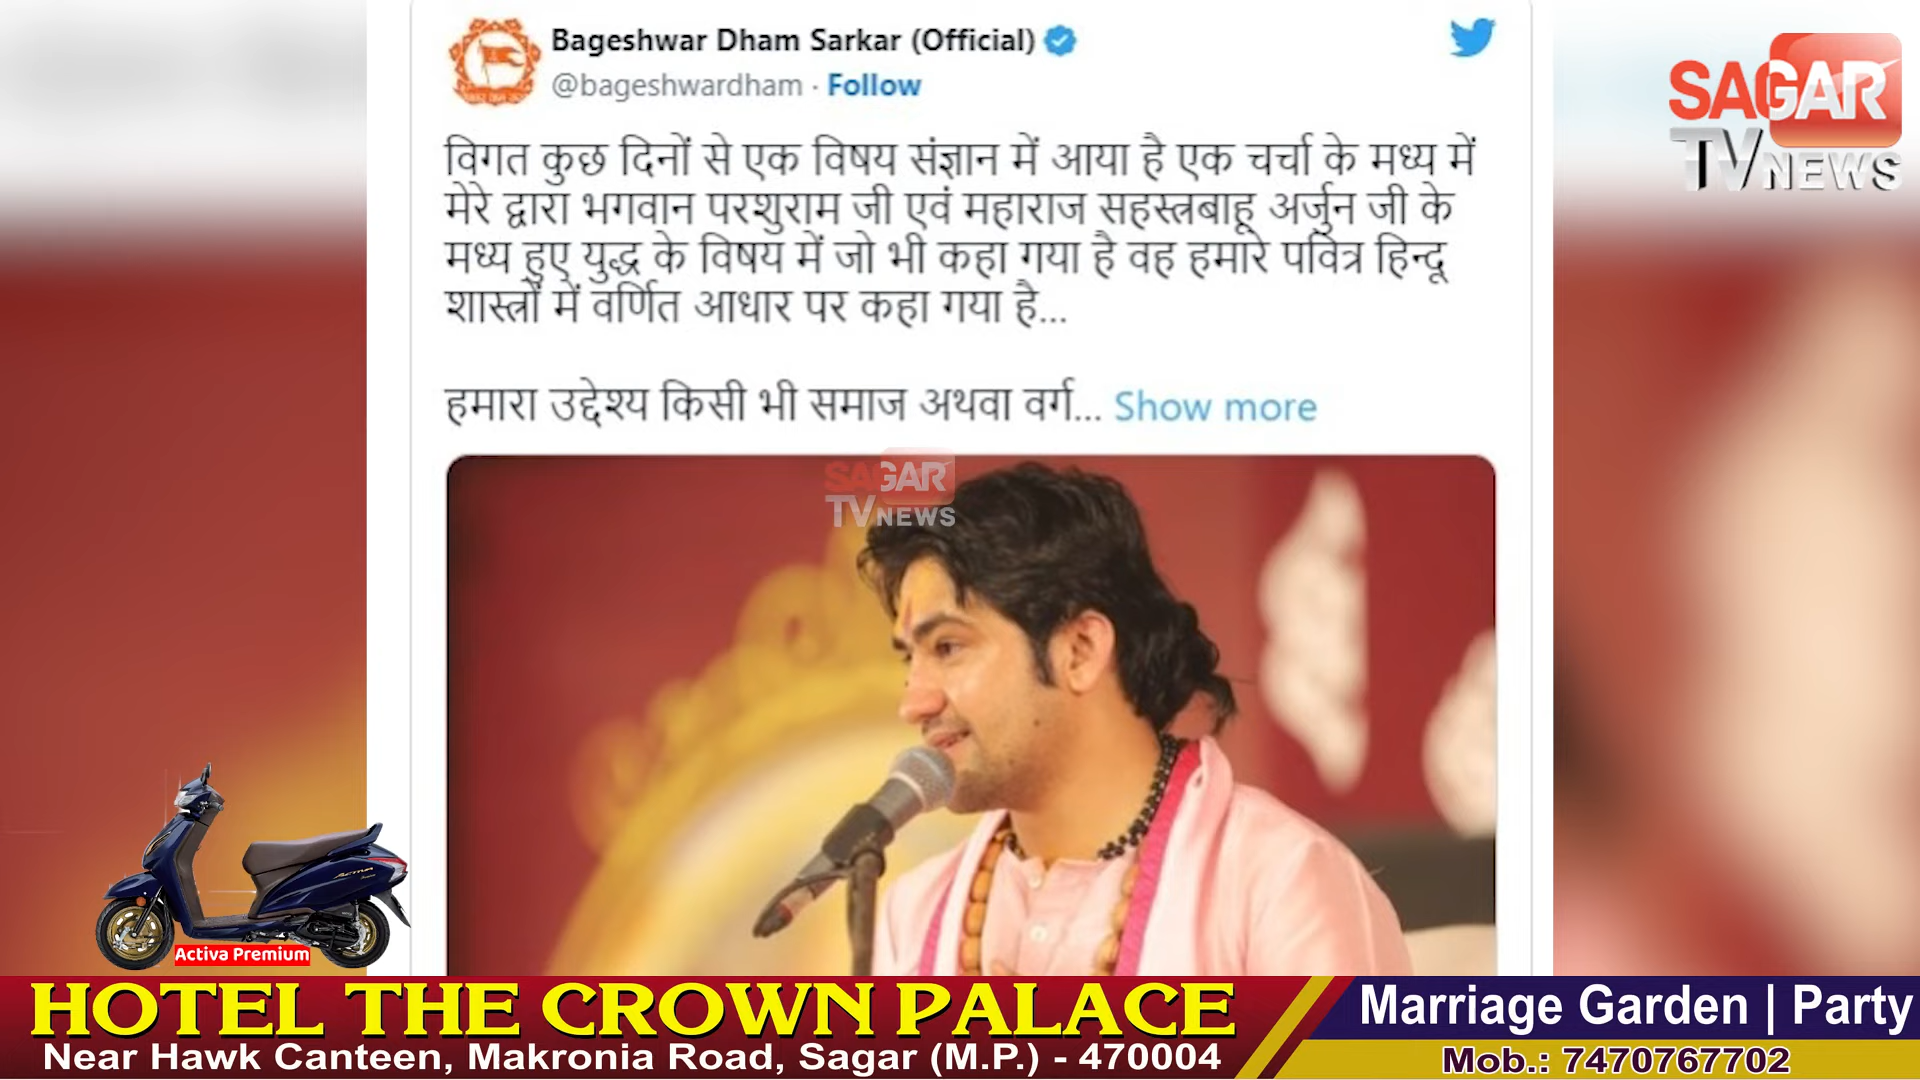 Bageshwar Dham Sarkar (Official)
@bageshwardham · Follow
SAGAR
TV NEWS
विगत कुछ दिनों से एक विषय संज्ञान में आया है एक चर्चा के मध्य में
मेरे द्वारा भगवान परशुराम जी एवं महाराज सहस्त्रबाहू अर्जुन जी के
मध्य हुए युद्ध के विषय में जो भी कहा गया है वह हमारे पवित्र हिन्दू
शास्त्रों में वर्णित आधार पर कहा गया है...
हमारा उद्देश्य किसी भी समाज अथवा वर्ग... Show more
SAGAR
TV NEWS
Activa Premium
HOTEL THE CROWN PALACE
Near Hawk Canteen, Makronia Road, Sagar (M.P.) - 470004
Marriage Garden | Party
Mob.: 7470767702